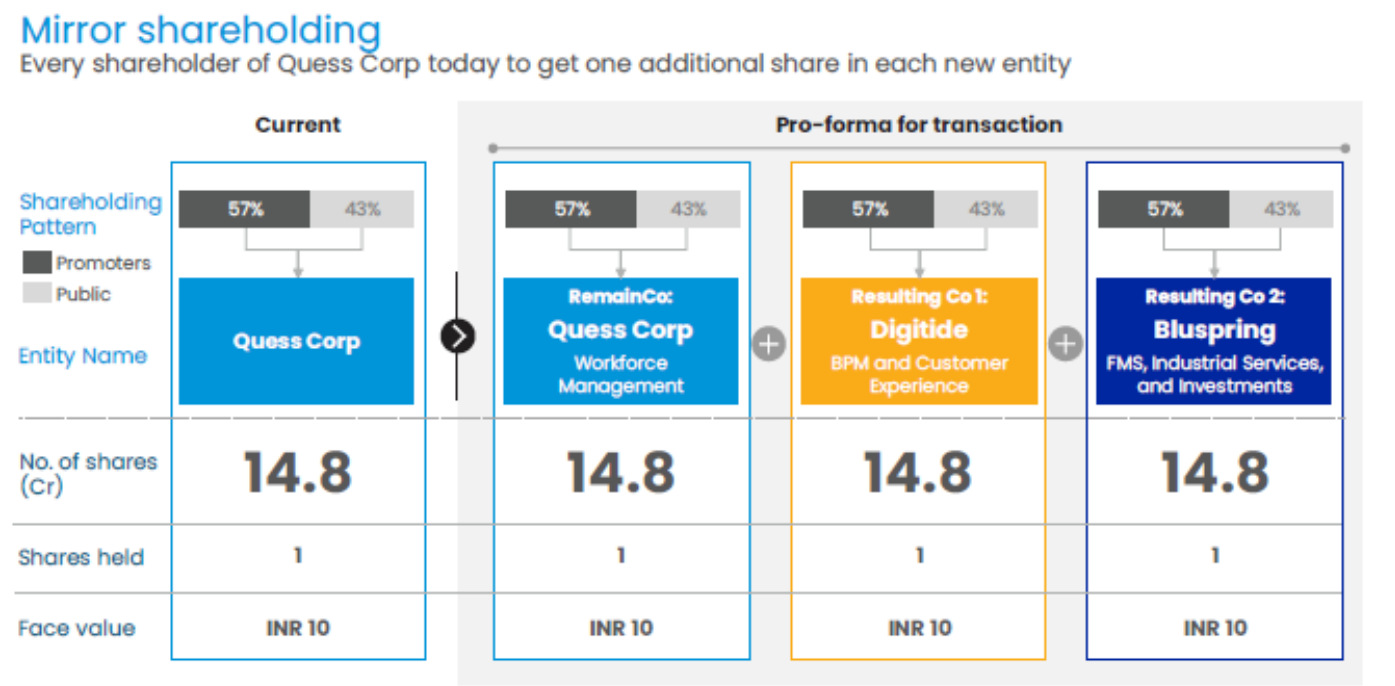 Mirror shareholding
Every shareholder of Quess Corp today to get one additional share in each new entity
Current
Pro-forma for transaction
Shareholding
Pattern
Promoters
Public
57% 43%
57% 43%
57% 43%
57% 43%
Entity Name
Quess Corp
RemainCo:
Quess Corp
Workforce
Management
Resulting Co 1:
Digitide
BPM and Customer
Experience
Resulting Co 2:
Bluspring
FMS, Industrial Services,
and Investments
No. of shares
(Cr)
14.8 14.8 14.8 14.8
Shares held 1 1 1 1
Face value INR 10 INR 10 INR 10 INR 10